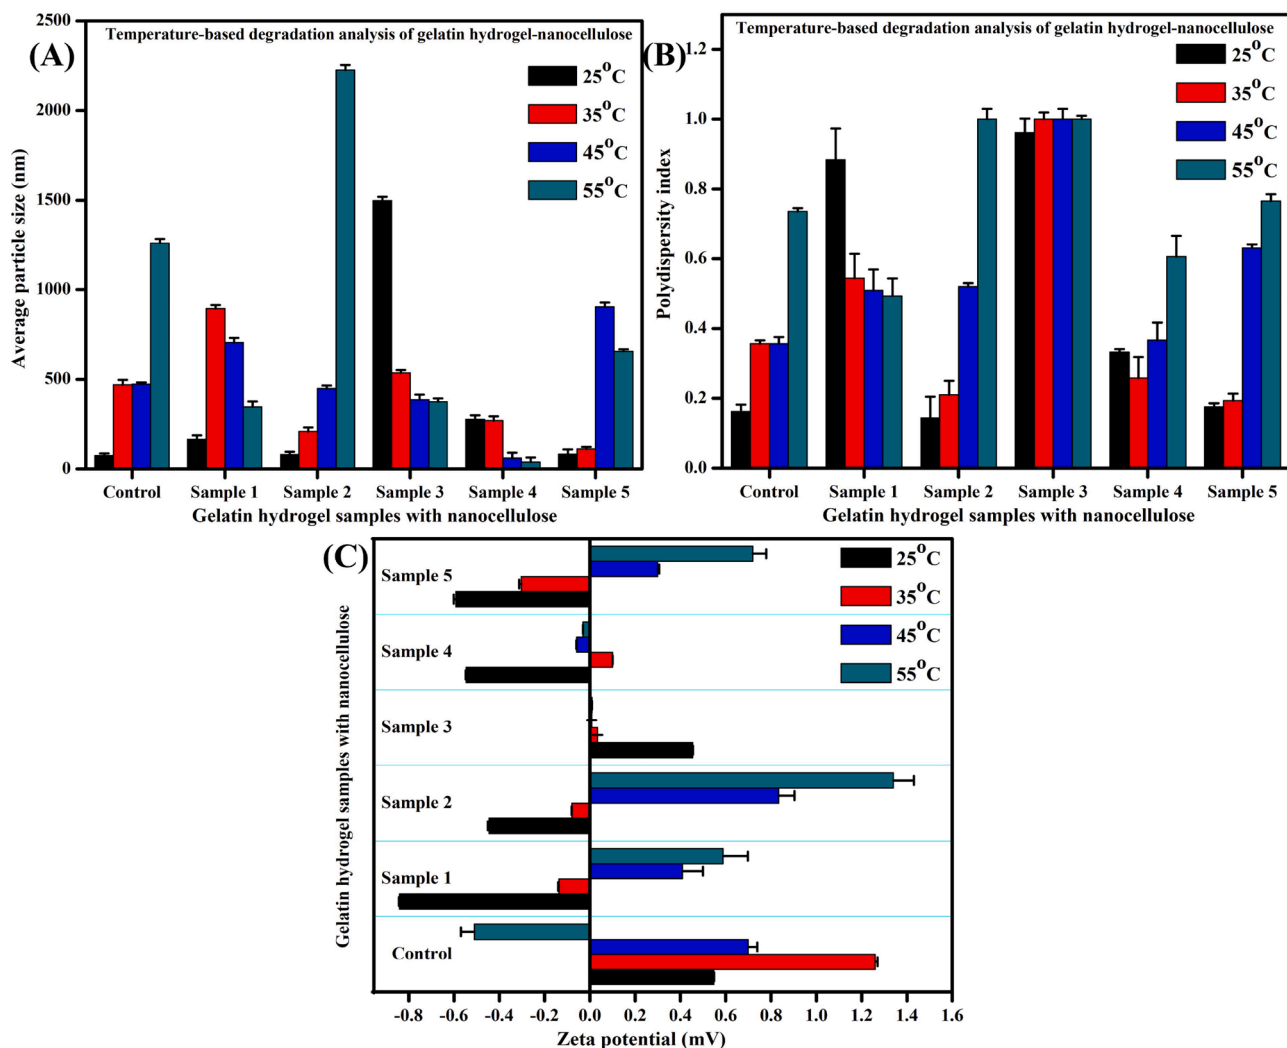 (A)
Temperature-based degradation analysis of gelatin hydrogel-nanocellulose
25°C
35°C
45°C
55°C
Average particle size (nm)
2500
2000
1500
1000
500
0
Control Sample 1 Sample 2 Sample 3 Sample 4 Sample 5
Gelatin hydrogel samples with nanocellulose
(B)
Temperature-based degradation analysis of gelatin hydrogel-nanocellulose
25°C
35°C
45°C
55°C
Polydispersity index
1.2
1.0
0.8
0.6
0.4
0.2
0.0
Control Sample 1 Sample 2 Sample 3 Sample 4 Sample 5
Gelatin hydrogel samples with nanocellulose
(C)
25°C
35°C
45°C
55°C
Gelatin hydrogel samples with nanocellulose
Sample 5
Sample 4
Sample 3
Sample 2
Sample 1
Control
-0.8 -0.6 -0.4 -0.2 0.0 0.2 0.4 0.6 0.8 1.0 1.2 1.4 1.6
Zeta potential (mV)